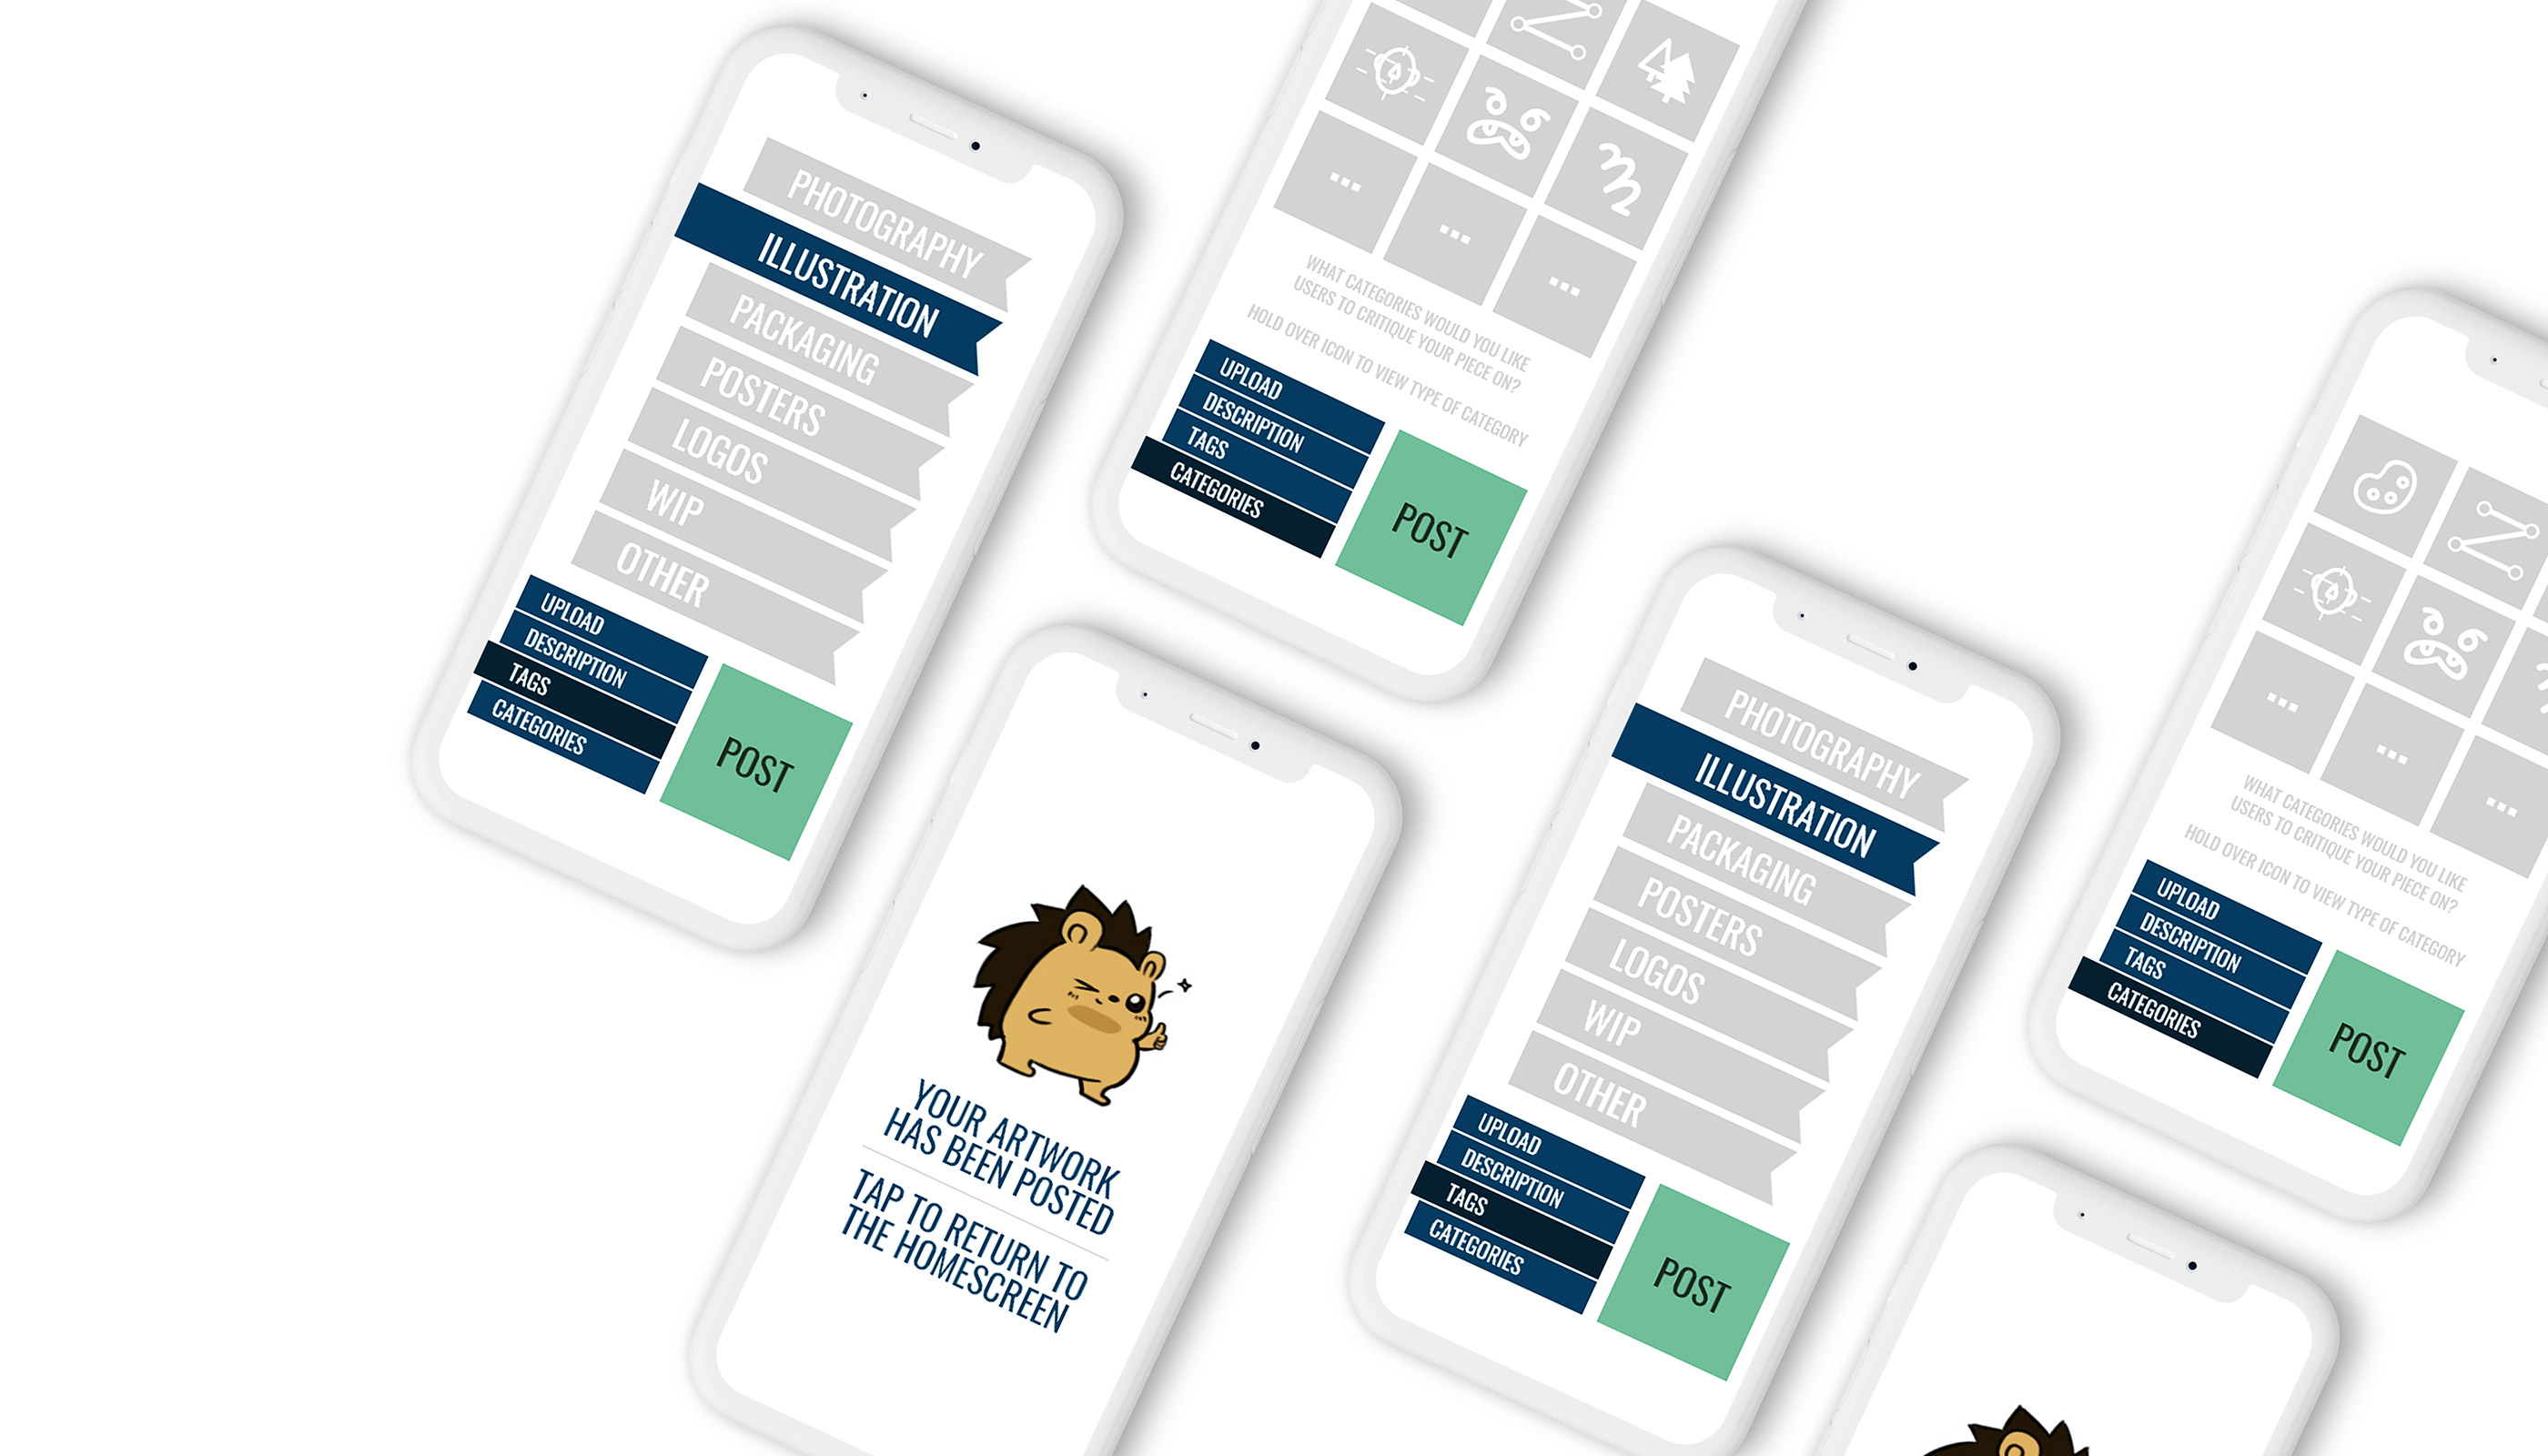 PHOTOGRAPHY
ILLUSTRATION
PACKAGING
POSTERS
LOGOS
WIP
OTHER
UPLOAD
DESCRIPTION
TAGS
CATEGORIES
POST
WHAT CATEGORIES WOULD YOU LIKE
USERS TO CRITIQUE YOUR PIECE ON?
HOLD OVER ICON TO VIEW TYPE OF CATEGORY
UPLOAD
DESCRIPTION
TAGS
CATEGORIES
POST
YOUR ARTWORK
HAS BEEN POSTED
TAP TO RETURN TO
THE HOMESCREEN
PHOTOGRAPHY
ILLUSTRATION
PACKAGING
POSTERS
LOGOS
WIP
OTHER
UPLOAD
DESCRIPTION
TAGS
CATEGORIES
POST
WHAT CATEGORIES WOULD YOU LIKE
USERS TO CRITIQUE YOUR PIECE ON?
HOLD OVER ICON TO VIEW TYPE OF CATEGORY
UPLOAD
DESCRIPTION
TAGS
CATEGORIES
POST